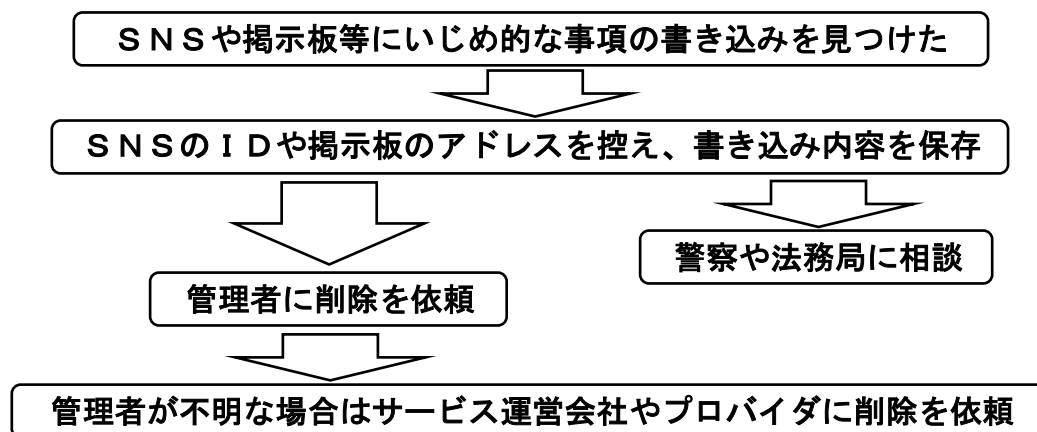 ＳＮＳや掲示板等にいじめ的な事項の書き込みを見つけた
ＳＮＳのＩＤや掲示板のアドレスを控え、書き込み内容を保存
警察や法務局に相談
管理者に削除を依頼
管理者が不明な場合はサービス運営会社やプロバイダに削除を依頼